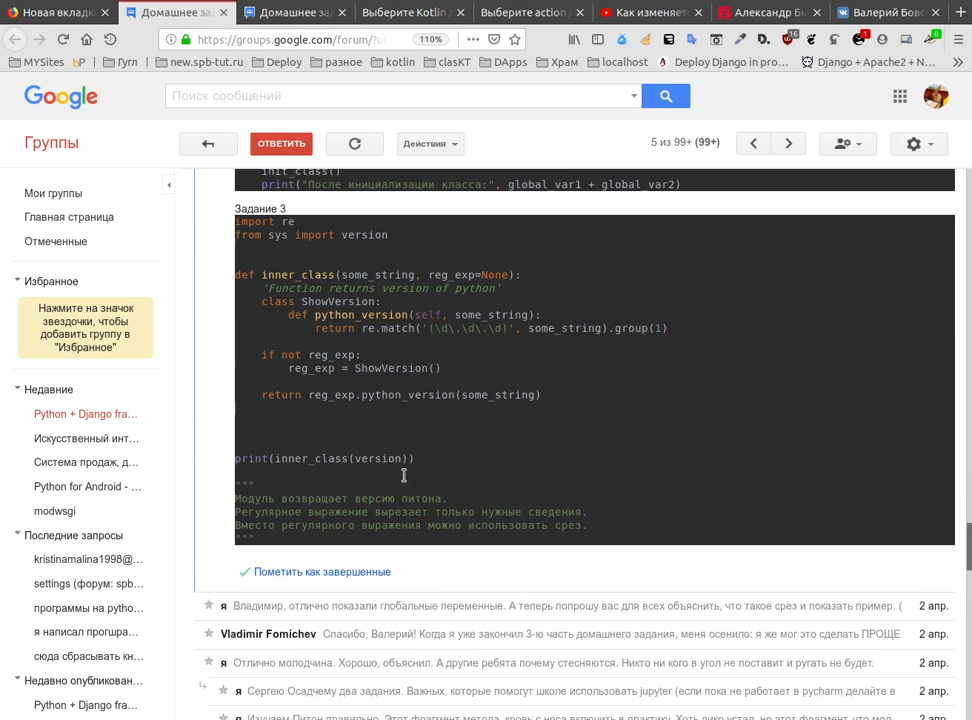 Новая вкладк
Домашнее за
Домашнее за
Выберите Kotlin
Выберите action
Как изменяет
Александр Бы
Валерий Бовс
https://groups.google.com/forum/?u
110%
16
1
0
MYSites
bP
Гугл
new.spb-tut.ru
Deploy
разное
kotlin
clasKT
DApps
Храм
localhost
Deploy Django in pro...
Django + Apache2 + N...
Google
Поиск сообщений
Группы
ОТВЕТИТЬ
Действия
5 из 99+ (99+)
Мои группы
Главная страница
Отмеченные
Избранное
Нажмите на значок
звездочки, чтобы
добавить группу в
"Избранное"
Недавние
Python + Django fra...
Искусственный инт...
Система продаж, д...
Python for Android - ...
modwsgi
Последние запросы
kristinamalina1998@...
settings (форум: spb...
программы на pytho...
я написал прогшра...
сюда сбрасывать кн...
Недавно опубликован...
Python + Django fra...
init_class()
print("После инициализации класса:", global_var1 + global_var2)
Задание 3
import re
from sys import version
def inner_class(some_string, reg_exp=None):
'Function returns version of python'
class ShowVersion:
def python_version(self, some_string):
return re.match('(\d\.\d\.\d)', some_string).group(1)
if not reg_exp:
reg_exp = ShowVersion()
return reg_exp.python_version(some_string)
print(inner_class(version))
"""
Модуль возвращает версию питона.
Регулярное выражение вырезает только нужные сведения.
Вместо регулярного выражения можно использовать срез.
"""
Пометить как завершенные
я Владимир, отлично показали глобальные переменные. А теперь попрошу вас для всех объяснить, что такое срез и показать пример. ( 2 апр.
Vladimir Fomichev Спасибо, Валерий! Когда я уже закончил 3-ю часть домашнего задания, меня осенило: я же мог это сделать ПРОЩЕ 2 апр.
я Отлично молодчина. Хорошо, объяснил. А другие ребята почему стесняются. Никто ни кого в угол не поставит и ругать не будет. 2 апр.
я Сергею Осадчему два задания. Важных, которые помогут школе использовать jupyter (если пока не работает в pycharm делайте в 2 апр.